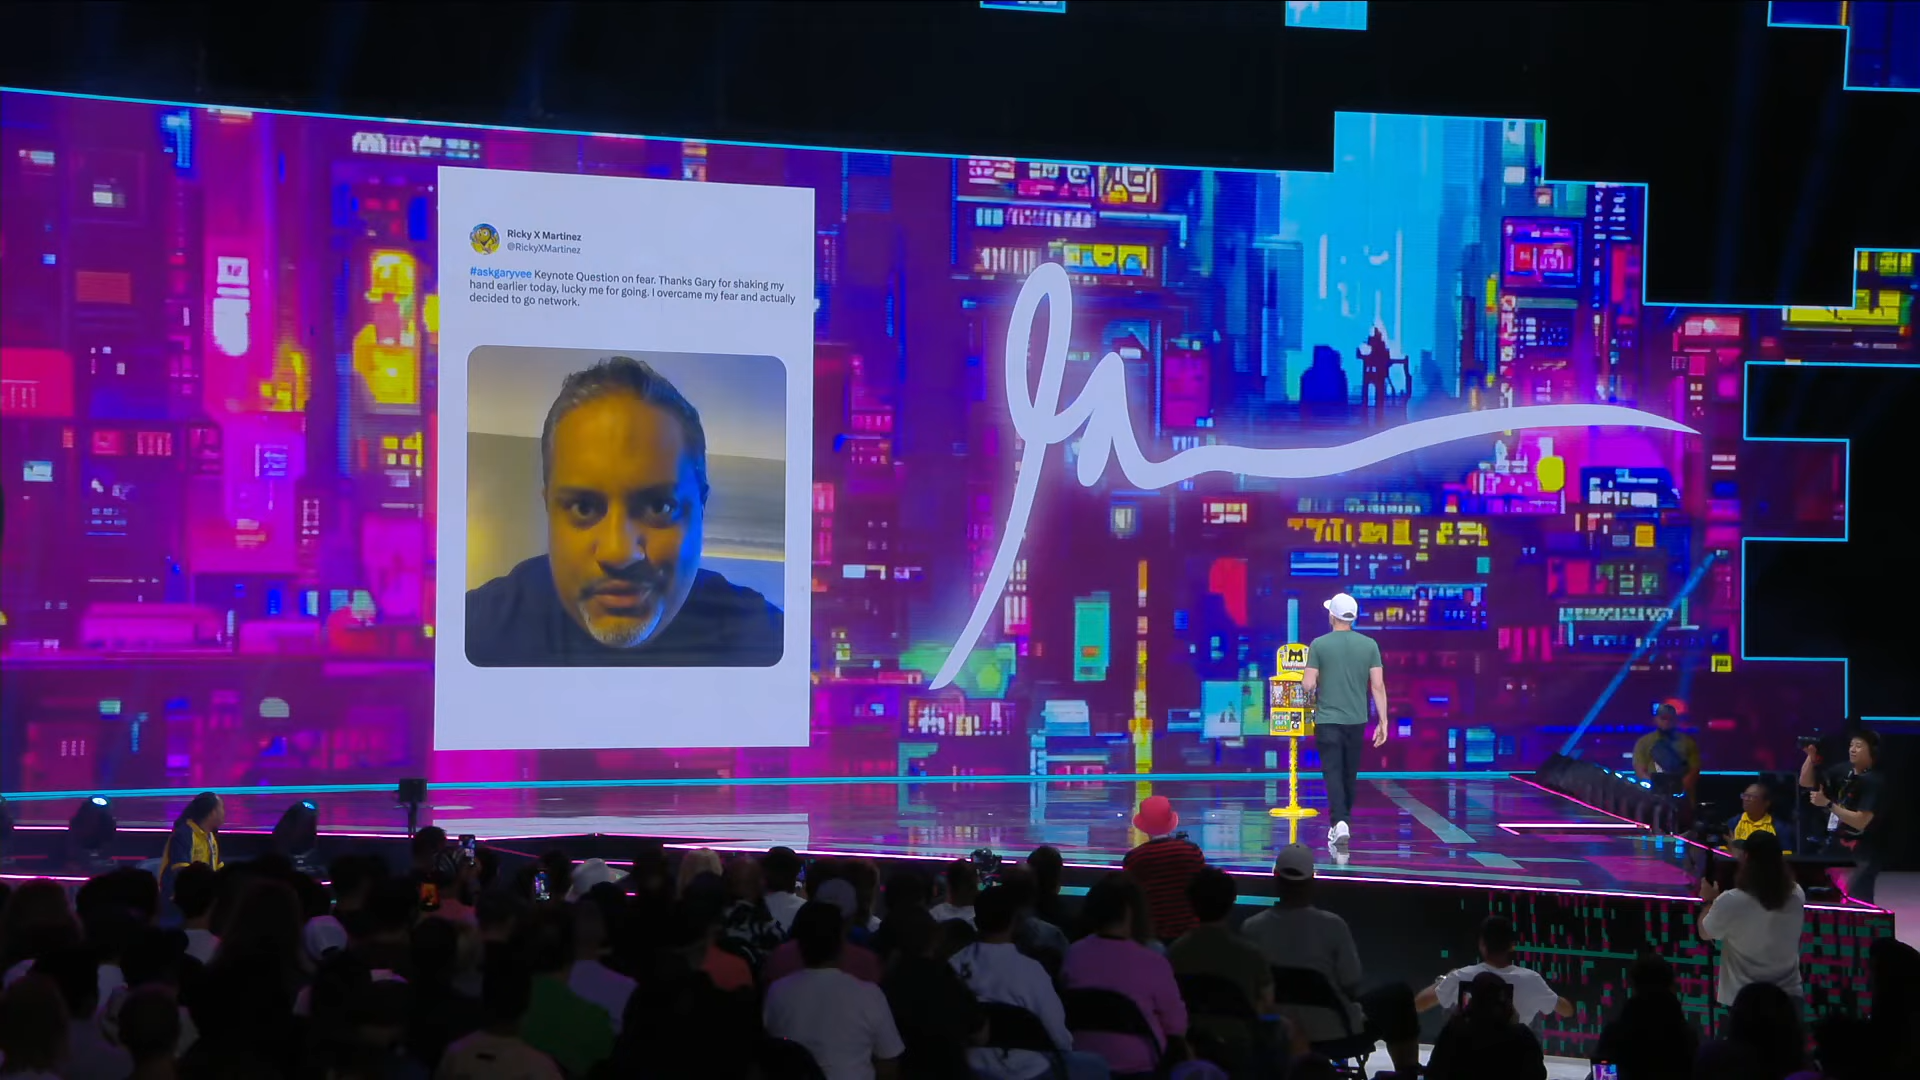 Ricky X Martinez
@RickyXMartinez
#askgaryvee Keynote Question on fear. Thanks Gary for shaking my
hand earlier today, lucky me for going. I overcame my fear and actually
decided to go network.